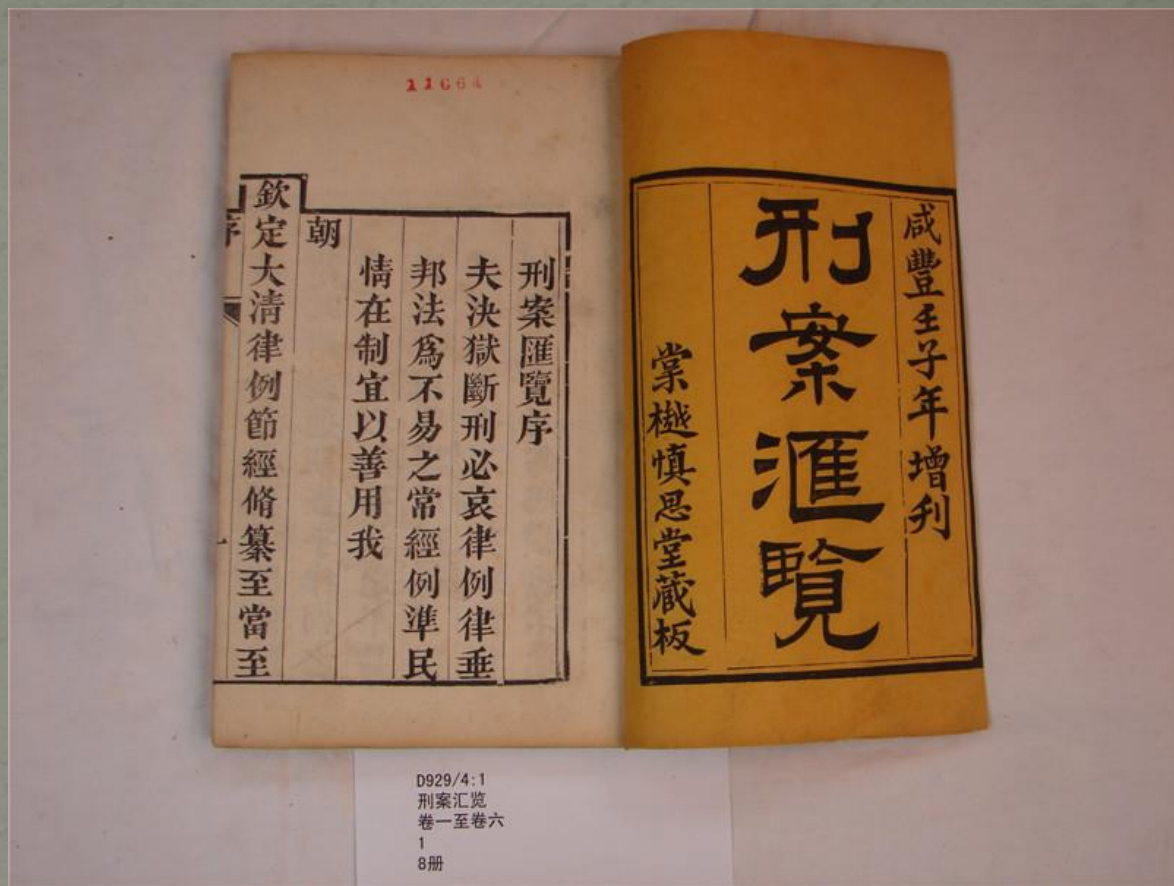 咸豐壬子年增刊
刑案滙覽
棠樾慎思堂藏板
11664
刑案匯覽序
夫決獄斷刑必衷律例律垂
邦法爲不易之常經例準民
情在制宜以善用我
朝
欽定大清律例節經脩纂至當至
序
一
D929/4:1
刑案汇览
卷一至卷六
1
8册